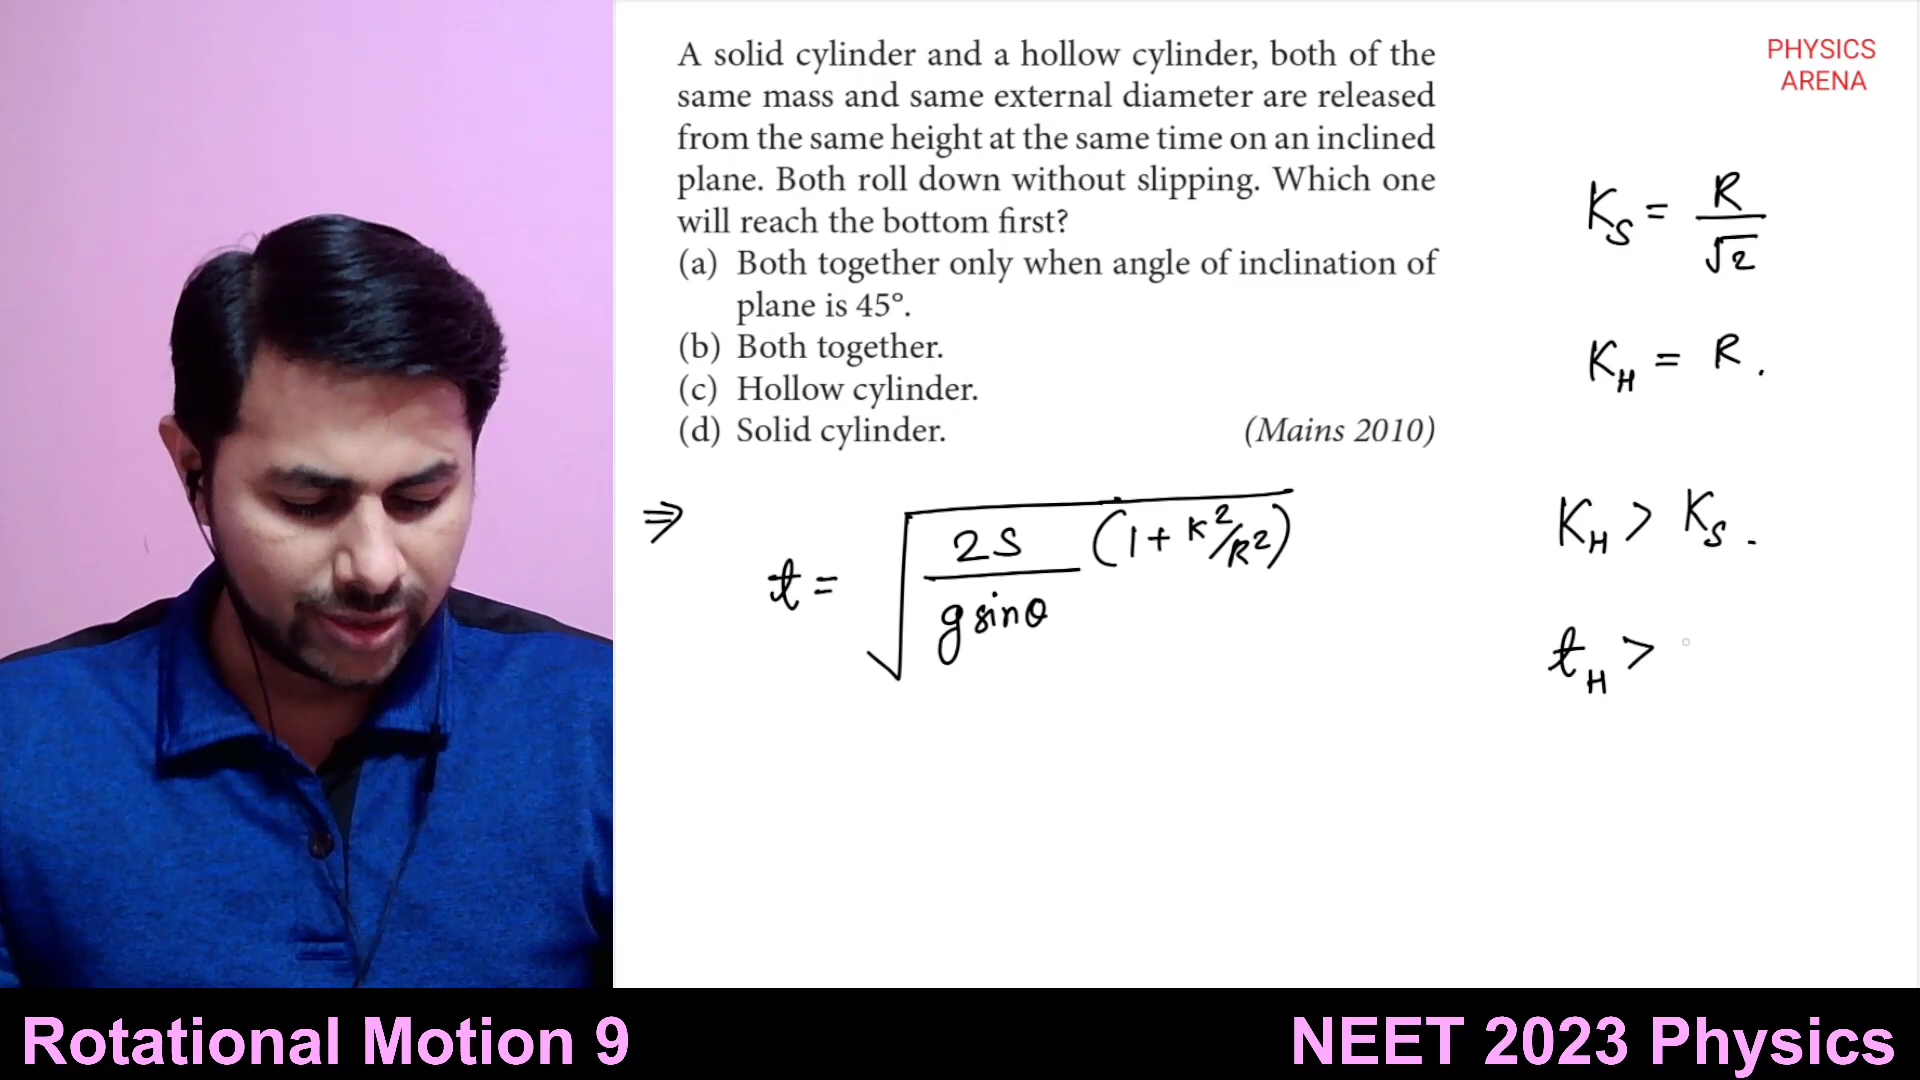 A solid cylinder and a hollow cylinder, both of the
same mass and same external diameter are released
from the same height at the same time on an inclined
plane. Both roll down without slipping. Which one
will reach the bottom first?
(a) Both together only when angle of inclination of
plane is 45º.
(b) Both together.
(c) Hollow cylinder.
(d) Solid cylinder. (Mains 2010)
⇒ t = √(2S/(g sinθ) (1 + K²/R²))
PHYSICS
ARENA
K_S = R/√2
K_H = R.
K_H > K_S.
t_H >
Rotational Motion 9
NEET 2023 Physics